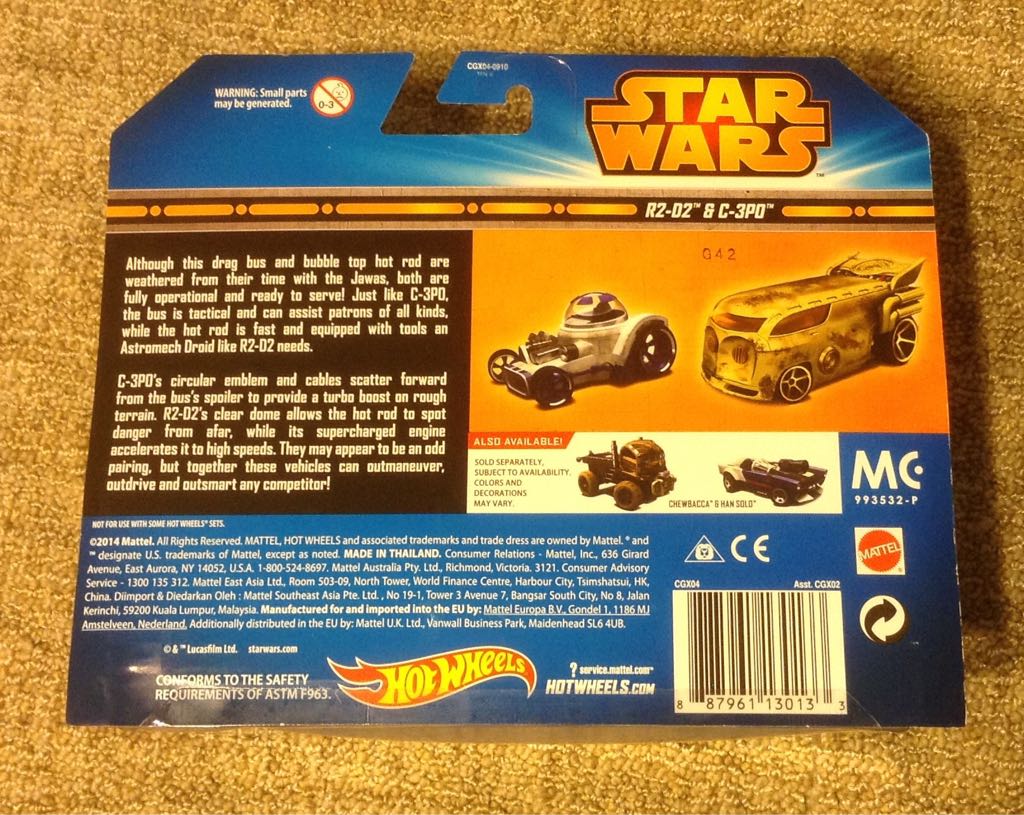 CGX04-0910
WARNING: Small parts
may be generated.
0-3
STAR
WARS™
R2-D2™ & C-3PO™
042
Although this drag bus and bubble top hot rod are
weathered from their time with the Jawas, both are
fully operational and ready to serve! Just like C-3PO,
the bus is tactical and can assist patrons of all kinds,
while the hot rod is fast and equipped with tools an
Astromech Droid like R2-D2 needs.
C-3PO's circular emblem and cables scatter forward
from the bus's spoiler to provide a turbo boost on rough
terrain. R2-D2's clear dome allows the hot rod to spot
danger from afar, while its supercharged engine
accelerates it to high speeds. They may appear to be an odd
pairing, but together these vehicles can outmaneuver,
outdrive and outsmart any competitor!
ALSO AVAILABLE!
SOLD SEPARATELY,
SUBJECT TO AVAILABILITY.
COLORS AND
DECORATIONS
MAY VARY.
CHEWBACCA™ & HAN SOLO™
MC
993532-P
NOT FOR USE WITH SOME HOT WHEELS® SETS.
©2014 Mattel. All Rights Reserved. MATTEL, HOT WHEELS and associated trademarks and trade dress are owned by Mattel. ® and
™ designate U.S. trademarks of Mattel, except as noted. MADE IN THAILAND. Consumer Relations - Mattel, Inc., 636 Girard
Avenue, East Aurora, NY 14052, U.S.A. 1-800-524-8697. Mattel Australia Pty. Ltd., Richmond, Victoria. 3121. Consumer Advisory
Service - 1300 135 312. Mattel East Asia Ltd., Room 503-09, North Tower, World Finance Centre, Harbour City, Tsimshatsui, HK,
China. Diimport & Diedarkan Oleh : Mattel Southeast Asia Pte. Ltd. , No 19-1, Tower 3 Avenue 7, Bangsar South City, No 8, Jalan
Kerinchi, 59200 Kuala Lumpur, Malaysia. Manufactured for and imported into the EU by: Mattel Europa B.V., Gondel 1, 1186 MJ
Amstelveen, Nederland. Additionally distributed in the EU by: Mattel U.K. Ltd., Vanwall Business Park, Maidenhead SL6 4UB.
CE
MATTEL®
CGX04 Asst. CGX02
8 87961 13013 3
© & ™ Lucasfilm Ltd. starwars.com
CONFORMS TO THE SAFETY
REQUIREMENTS OF ASTM F963.
HOT WHEELS®
? service.mattel.com™
HOTWHEELS.COM